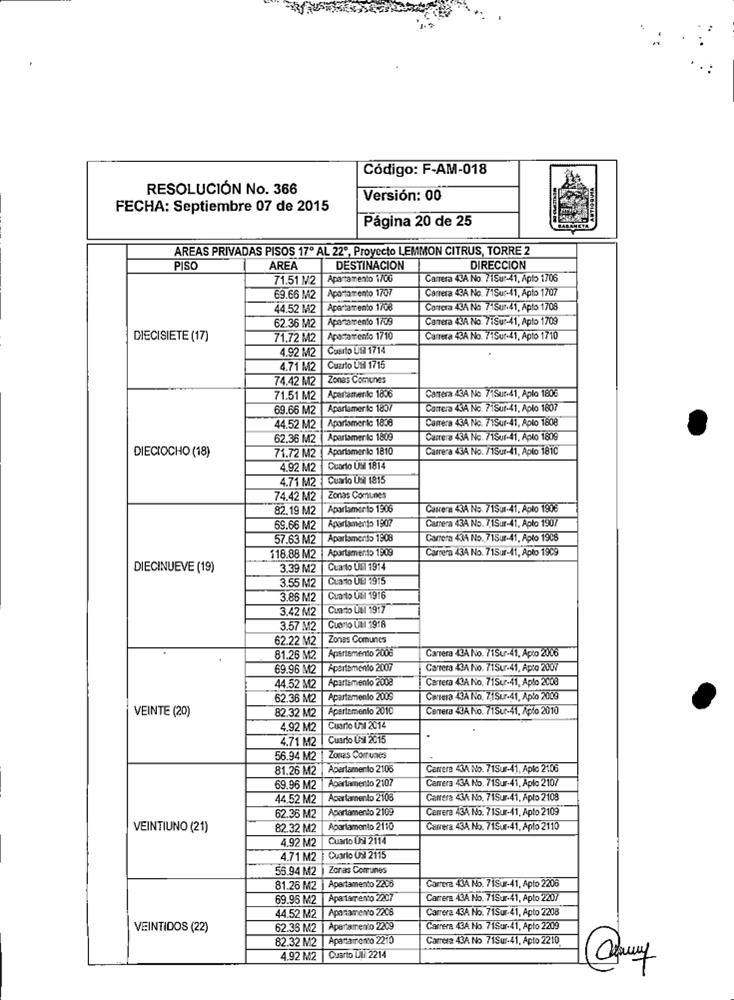 RESOLUCIÓN No. 366
FECHA: Septiembre 07 de 2015
Código: F-AM-018
Versión: 00
Página 20 de 25
SABANETA
ANTIOQUIA
AREAS PRIVADAS PISOS 17° AL 22°, Proyecto LEMMON CITRUS, TORRE 2
PISO AREA DESTINACION DIRECCION
71.51 M2 Apartamento 1706 Carrera 43A No. 71Sur-41, Apto 1706
69.66 M2 Apartamento 1707 Carrera 43A No. 71Sur-41, Apto 1707
44.52 M2 Apartamento 1708 Carrera 43A No. 71Sur-41, Apto 1708
62.36 M2 Apartamento 1709 Carrera 43A No. 71Sur-41, Apto 1709
DIECISIETE (17) 71.72 M2 Apartamento 1710 Carrera 43A No. 71Sur-41, Apto 1710
4.92 M2 Cuarto Útil 1714
4.71 M2 Cuarto Útil 1715
74.42 M2 Zonas Comunes
71.51 M2 Apartamento 1806 Carrera 43A No. 71Sur-41, Apto 1806
69.66 M2 Apartamento 1807 Carrera 43A No. 71Sur-41, Apto 1807
44.52 M2 Apartamento 1808 Carrera 43A No. 71Sur-41, Apto 1808
62.36 M2 Apartamento 1809 Carrera 43A No. 71Sur-41, Apto 1809
DIECIOCHO (18) 71.72 M2 Apartamento 1810 Carrera 43A No. 71Sur-41, Apto 1810
4.92 M2 Cuarto Útil 1814
4.71 M2 Cuarto Útil 1815
74.42 M2 Zonas Comunes
82.19 M2 Apartamento 1906 Carrera 43A No. 71Sur-41, Apto 1906
69.66 M2 Apartamento 1907 Carrera 43A No. 71Sur-41, Apto 1907
57.63 M2 Apartamento 1908 Carrera 43A No. 71Sur-41, Apto 1908
118.88 M2 Apartamento 1909 Carrera 43A No. 71Sur-41, Apto 1909
DIECINUEVE (19) 3.39 M2 Cuarto Útil 1914
3.55 M2 Cuarto Útil 1915
3.86 M2 Cuarto Útil 1916
3.42 M2 Cuarto Útil 1917
3.57 M2 Cuarto Útil 1918
62.22 M2 Zonas Comunes
81.26 M2 Apartamento 2006 Carrera 43A No. 71Sur-41, Apto 2006
69.96 M2 Apartamento 2007 Carrera 43A No. 71Sur-41, Apto 2007
44.52 M2 Apartamento 2008 Carrera 43A No. 71Sur-41, Apto 2008
62.36 M2 Apartamento 2009 Carrera 43A No. 71Sur-41, Apto 2009
VEINTE (20) 82.32 M2 Apartamento 2010 Carrera 43A No. 71Sur-41, Apto 2010
4.92 M2 Cuarto Útil 2014
4.71 M2 Cuarto Útil 2015
56.94 M2 Zonas Comunes
81.26 M2 Apartamento 2106 Carrera 43A No. 71Sur-41, Apto 2106
69.96 M2 Apartamento 2107 Carrera 43A No. 71Sur-41, Apto 2107
44.52 M2 Apartamento 2108 Carrera 43A No. 71Sur-41, Apto 2108
62.36 M2 Apartamento 2109 Carrera 43A No. 71Sur-41, Apto 2109
VEINTIUNO (21) 82.32 M2 Apartamento 2110 Carrera 43A No. 71Sur-41, Apto 2110
4.92 M2 Cuarto Útil 2114
4.71 M2 Cuarto Útil 2115
56.94 M2 Zonas Comunes
81.26 M2 Apartamento 2206 Carrera 43A No. 71Sur-41, Apto 2206
69.96 M2 Apartamento 2207 Carrera 43A No. 71Sur-41, Apto 2207
44.52 M2 Apartamento 2208 Carrera 43A No. 71Sur-41, Apto 2208
VEINTIDOS (22) 62.36 M2 Apartamento 2209 Carrera 43A No. 71Sur-41, Apto 2209
82.32 M2 Apartamento 2210 Carrera 43A No. 71Sur-41, Apto 2210
4.92 M2 Cuarto Útil 2214